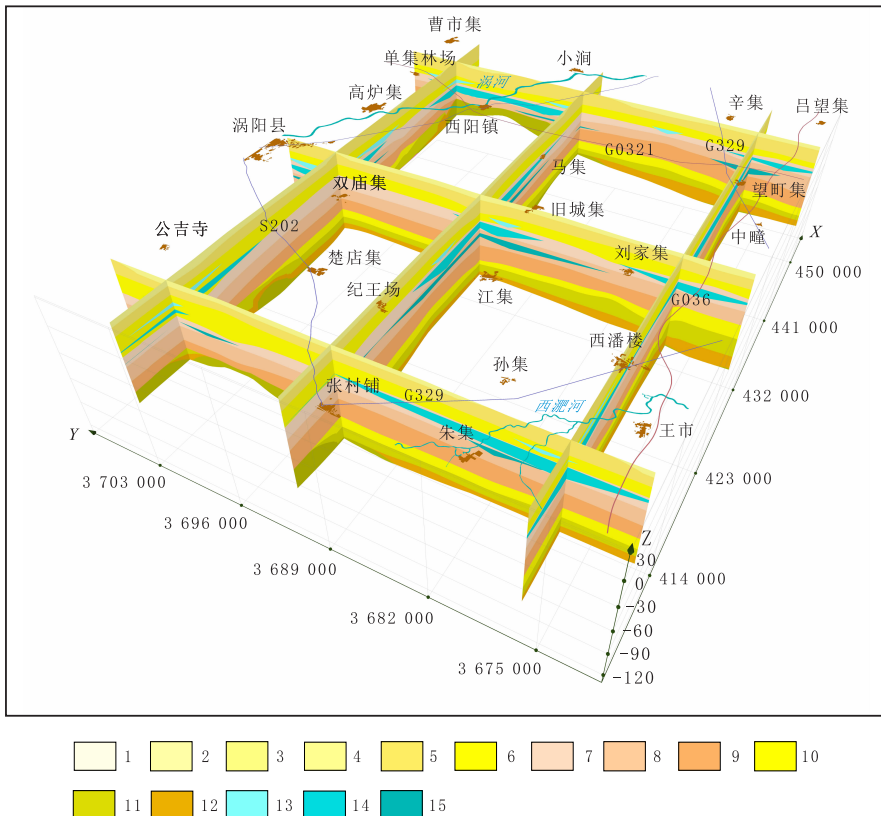 曹市集
单集林场
小涧
涡河
高炉集
辛集
吕望集
涡阳县
西阳镇
G0321
G329
马集
双庙集
望町集
旧城集
公吉寺
S202
中疃
X
楚店集
刘家集
450 000
纪王场
江集
G036
441 000
西潘楼
孙集
张村铺
G329
432 000
西淝河
Y
朱集
王市
3 703 000
423 000
3 696 000
Z
30
3 689 000
0
414 000
-30
3 682 000
-60
-90
3 675 000
-120
1 2 3 4 5 6 7 8 9 10
11 12 13 14 15